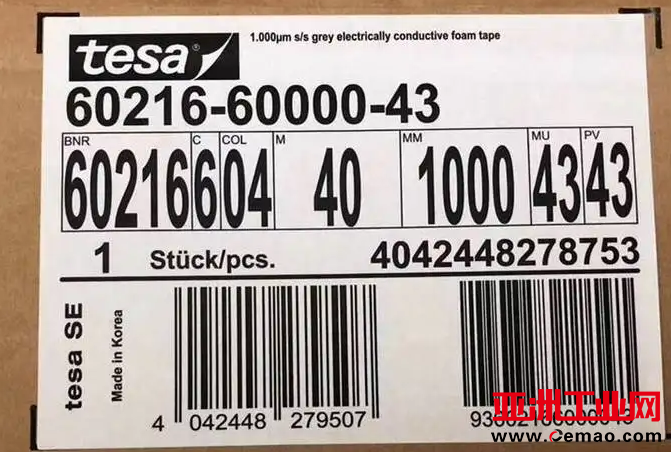 tesa
1.000µm s/s grey electrically conductive foam tape
60216-60000-43
BNR C COL M MM MU PV
60216 6 04 40 1000 43 43
1 Stück/pcs. 4042448278753
tesa SE
Made in Korea
4 042448 279507
亚洲工业网
www.Cemao.com